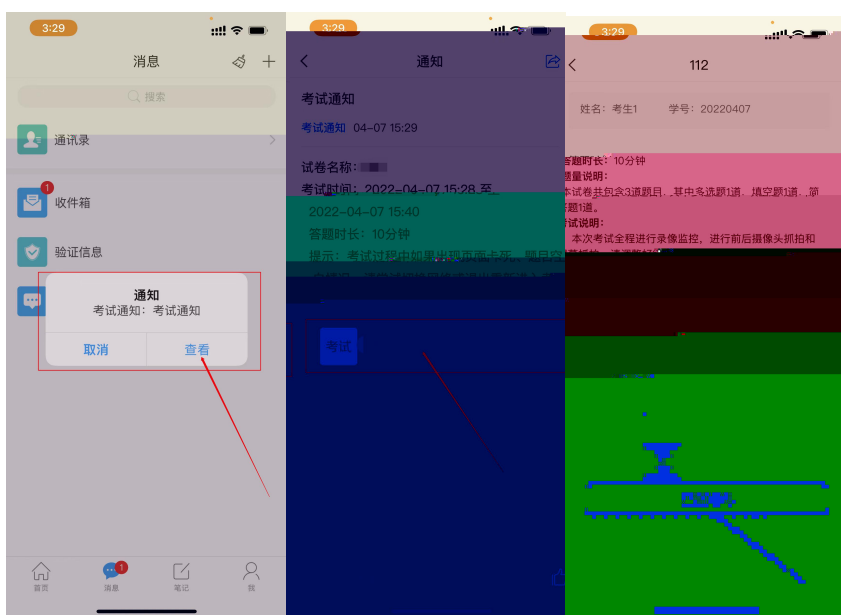 3:29
消息
搜索
通讯录
1
收件箱
验证信息
通知
考试通知：考试通知
取消
查看
首页
1
消息
笔记
我
3:29
通知
考试通知
考试通知 04-07 15:29
试卷名称：
考试时间：2022-04-07 15:28 至
2022-04-07 15:40
答题时长：10分钟
提示：考试过程中如果出现页面卡死、题目空
考试
3:29
112
姓名：考生1 学号：20220407
答题时长：10分钟
题量说明：
本试卷共包含3道题目，其中多选题1道，填空题1道，简
答题1道。
考试说明：
本次考试全程进行录像监控，进行前后摄像头抓拍和